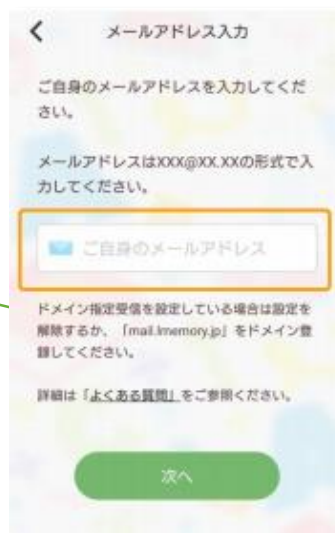 メールアドレス入力
ご自身のメールアドレスを入力してくだ
さい。
メールアドレスはXXX@XX.XXの形式で入
力してください。
ご自身のメールアドレス
ドメイン指定受信を設定している場合は設定を
解除するか、「mail.lmemory.jp」をドメイン登
録してください。
詳細は「よくある質問」をご参照ください。
次へ